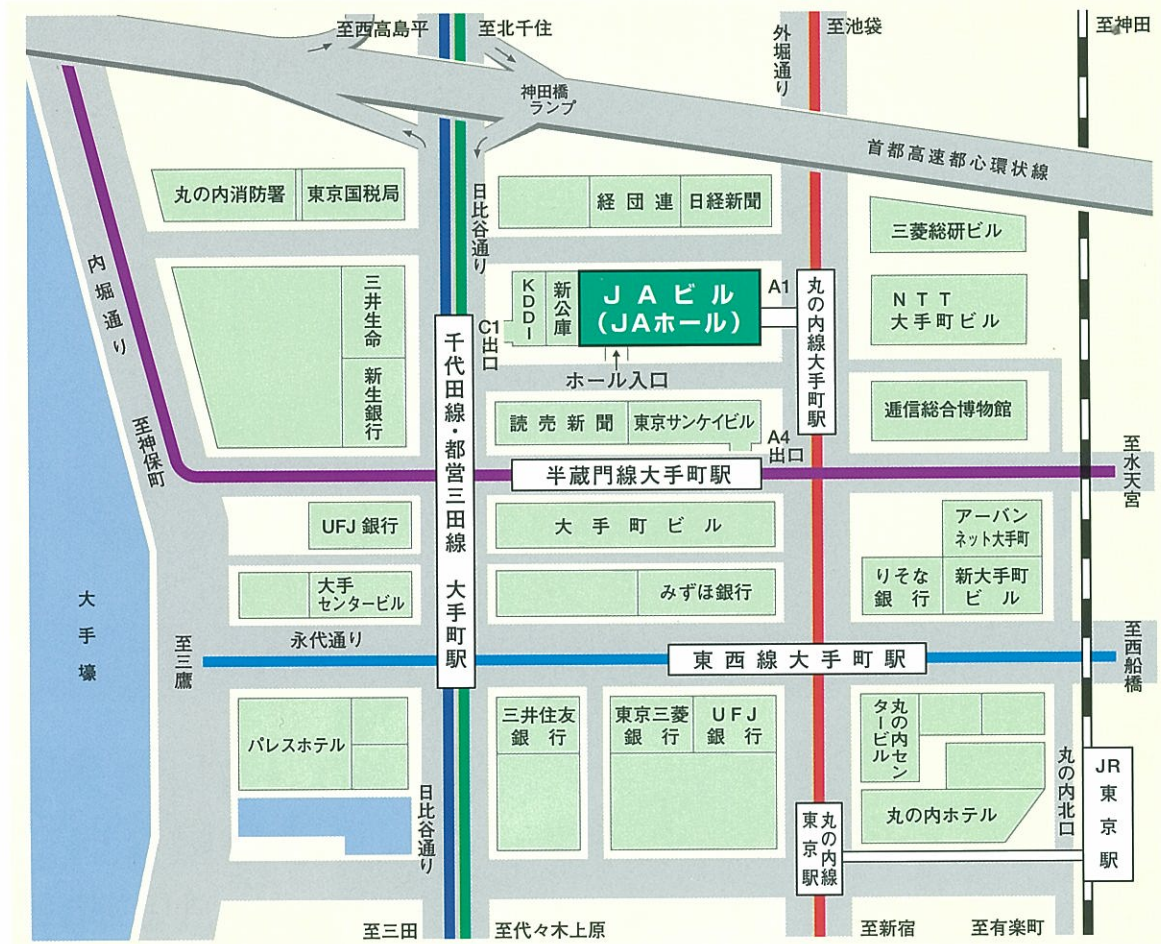 至西高島平
至北千住
外堀通り
至池袋
至神田
神田橋
ランプ
首都高速都心環状線
丸の内消防署
東京国税局
日比谷通り
経団連
日経新聞
三菱総研ビル
内堀通り
三井生命
新生銀行
KDDI
新公庫
JAビル
(JAホール)
A1
丸の内線大手町駅
NTT
大手町ビル
C1
出口
ホール入口
千代田線・都営三田線 大手町駅
読売新聞
東京サンケイビル
逓信総合博物館
A4
出口
至神保町
半蔵門線大手町駅
至水天宮
UFJ銀行
大手町ビル
アーバン
ネット大手町
大手
センタービル
みずほ銀行
りそな
銀行
新大手町
ビル
大手壕
至三鷹
永代通り
東西線大手町駅
至西船橋
パレスホテル
三井住友
銀行
東京三菱
銀行
UFJ
銀行
丸の内セン
タービル
丸の内北口
JR
東京駅
日比谷通り
丸の内線
東京駅
丸の内ホテル
至三田
至代々木上原
至新宿
至有楽町